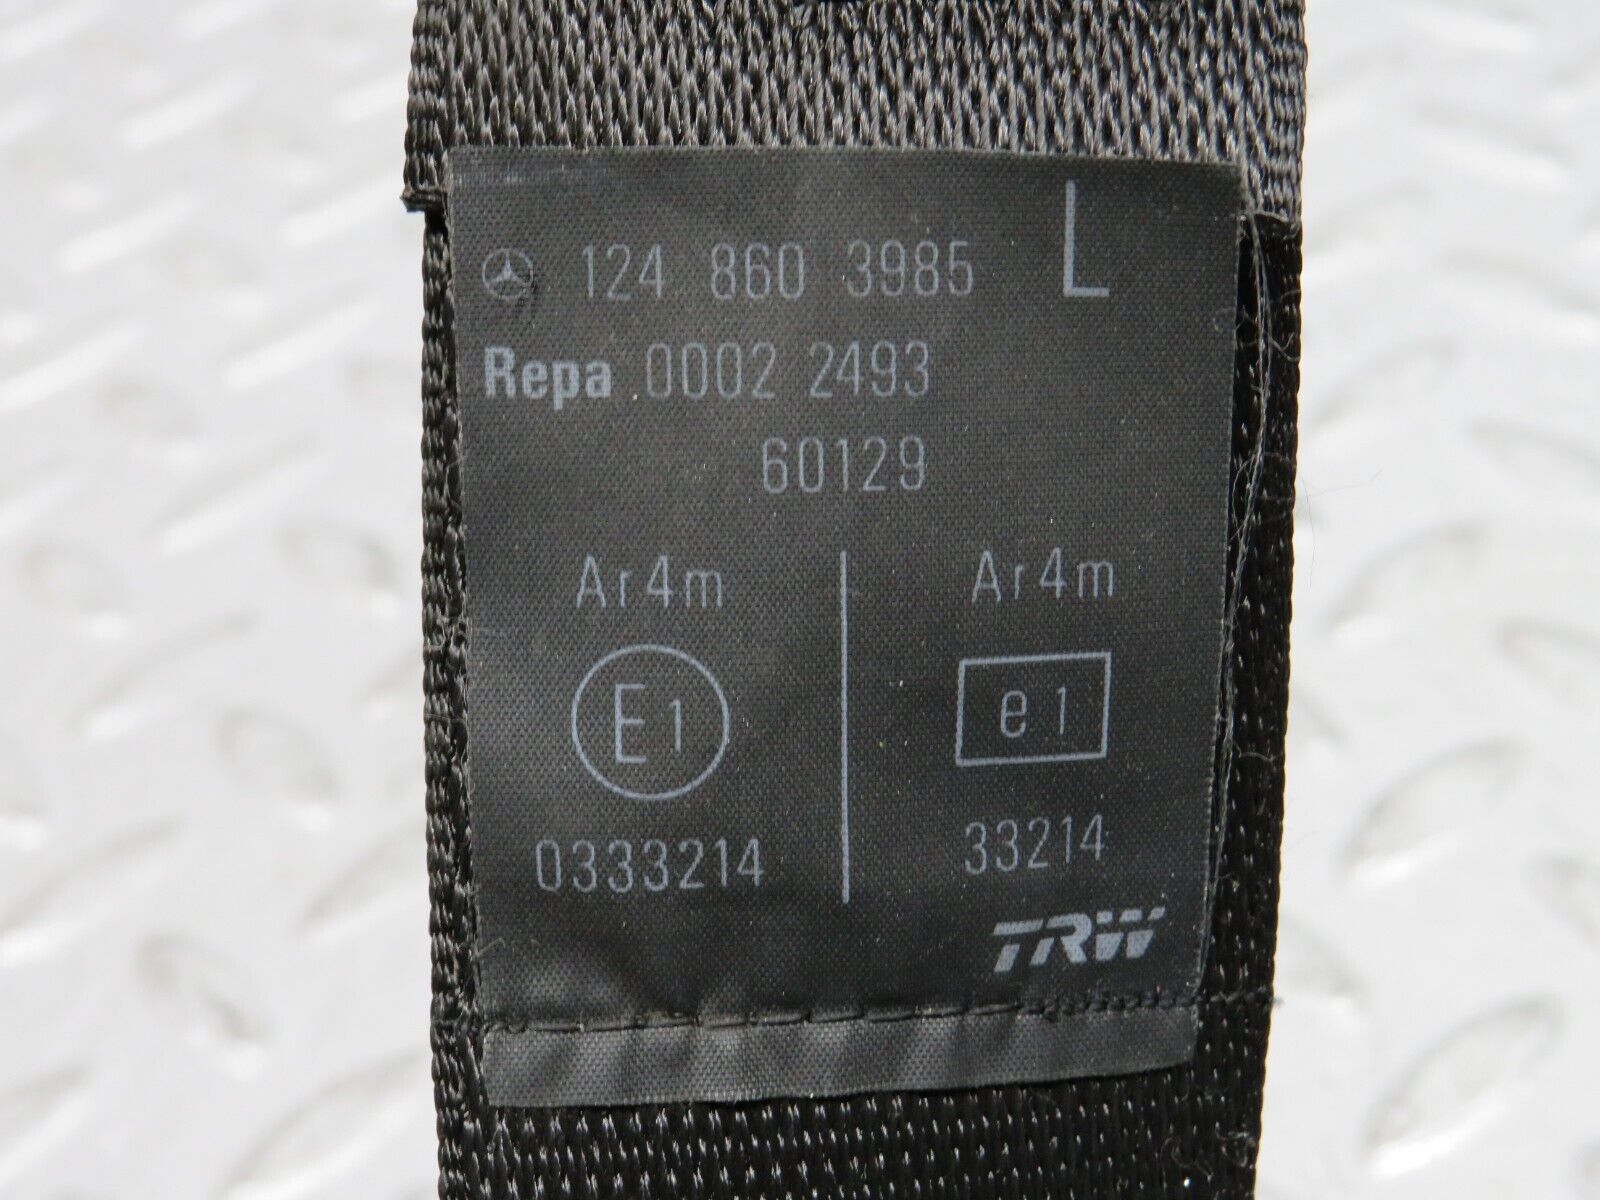 124 860 3985 L
Repa 0002 2493
60129
Ar4m Ar4m
E1 e1
0333214 33214
TRW